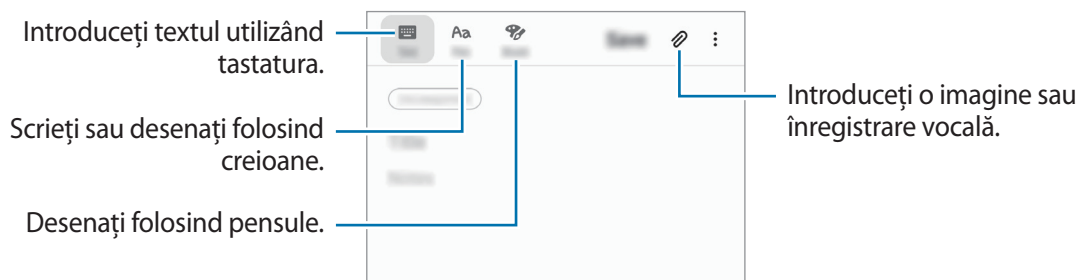 Introduceți textul utilizând
tastatura.
Aa
Save
Introduceți o imagine sau
înregistrare vocală.
Scrieți sau desenați folosind
creioane.
Desenați folosind pensule.